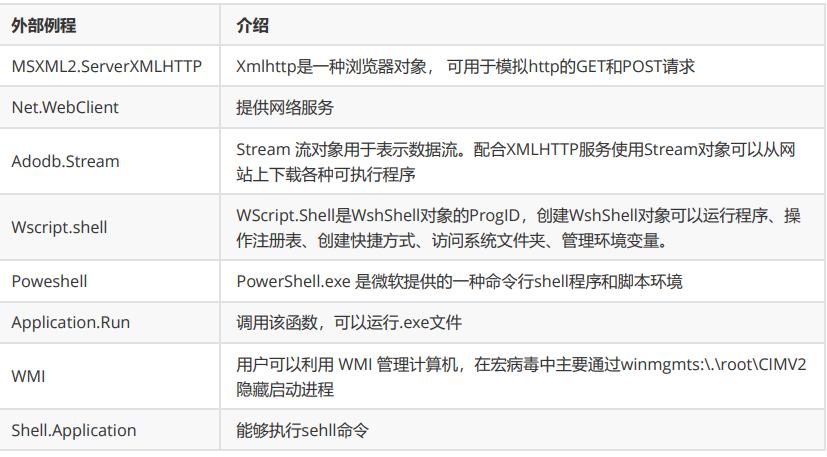 外部例程
介绍
MSXML2.ServerXMLHTTP
Xmlhttp是一种浏览器对象， 可用于模拟http的GET和POST请求
Net.WebClient
提供网络服务
Adodb.Stream
Stream 流对象用于表示数据流。配合XMLHTTP服务使用Stream对象可以从网
站上下载各种可执行程序
Wscript.shell
WScript.Shell是WshShell对象的ProgID，创建WshShell对象可以运行程序、操
作注册表、创建快捷方式、访问系统文件夹、管理环境变量。
Poweshell
PowerShell.exe 是微软提供的一种命令行shell程序和脚本环境
Application.Run
调用该函数，可以运行.exe文件
WMI
用户可以利用 WMI 管理计算机，在宏病毒中主要通过winmgmts:\.\root\CIMV2
隐藏启动进程
Shell.Application
能够执行sehll命令